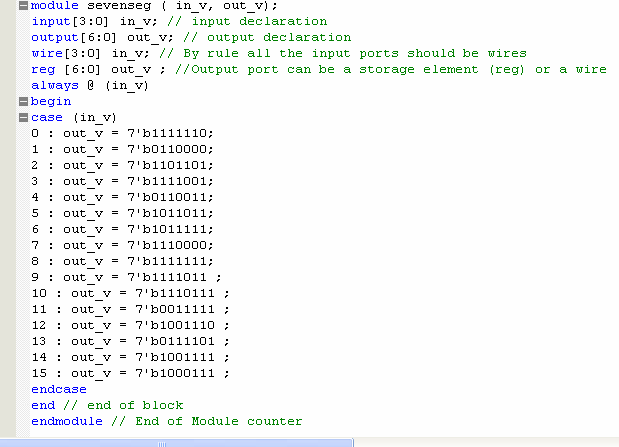 module sevenseg ( in_v, out_v);
input[3:0] in_v; // input declaration
output[6:0] out_v; // output declaration
wire[3:0] in_v; // By rule all the input ports should be wires
reg [6:0] out_v ; //Output port can be a storage element (reg) or a wire
always @ (in_v)
begin
case (in_v)
0 : out_v = 7'b1111110;
1 : out_v = 7'b0110000;
2 : out_v = 7'b1101101;
3 : out_v = 7'b1111001;
4 : out_v = 7'b0110011;
5 : out_v = 7'b1011011;
6 : out_v = 7'b1011111;
7 : out_v = 7'b1110000;
8 : out_v = 7'b1111111;
9 : out_v = 7'b1111011 ;
10 : out_v = 7'b1110111 ;
11 : out_v = 7'b0011111 ;
12 : out_v = 7'b1001110 ;
13 : out_v = 7'b0111101 ;
14 : out_v = 7'b1001111 ;
15 : out_v = 7'b1000111 ;
endcase
end // end of block
endmodule // End of Module counter